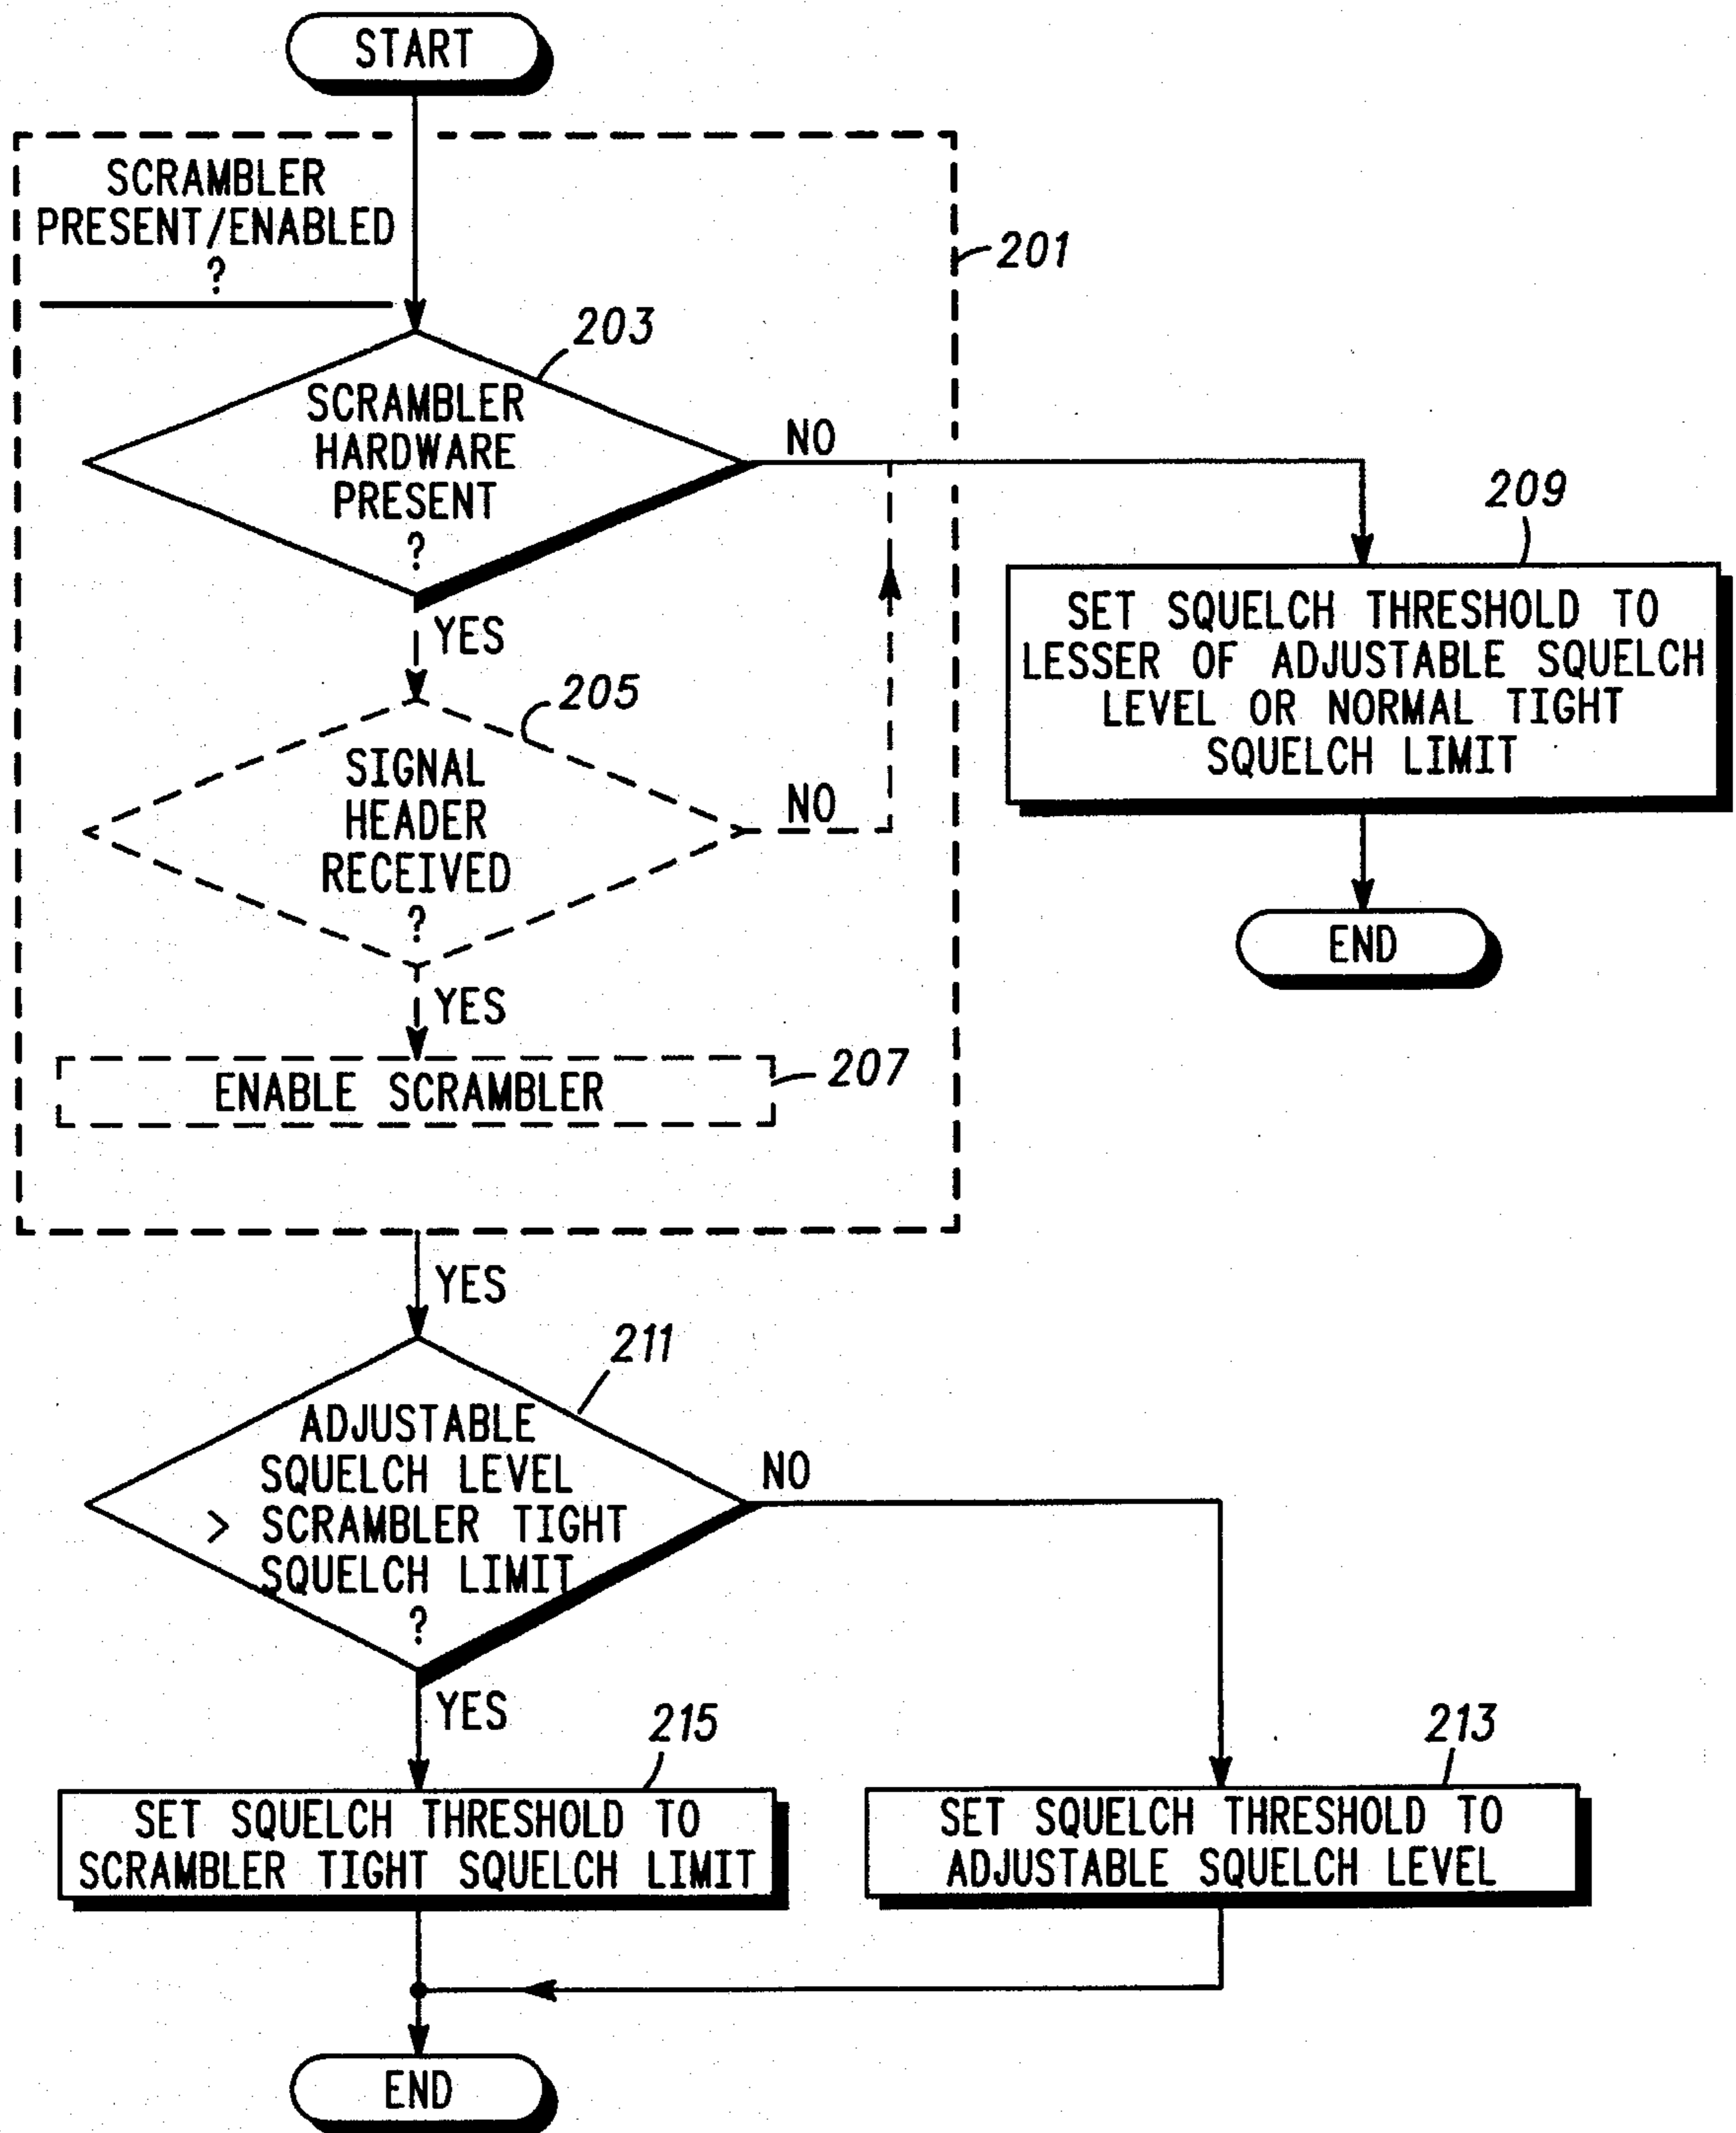 START
SCRAMBLER
PRESENT/ENABLED
?
201
203
SCRAMBLER
HARDWARE
PRESENT
?
NO
YES
209
SET SQUELCH THRESHOLD TO
LESSER OF ADJUSTABLE SQUELCH
LEVEL OR NORMAL TIGHT
SQUELCH LIMIT
END
205
SIGNAL
HEADER
RECEIVED
?
NO
YES
ENABLE SCRAMBLER
207
YES
211
ADJUSTABLE
SQUELCH LEVEL
> SCRAMBLER TIGHT
SQUELCH LIMIT
?
NO
YES
215
SET SQUELCH THRESHOLD TO
SCRAMBLER TIGHT SQUELCH LIMIT
213
SET SQUELCH THRESHOLD TO
ADJUSTABLE SQUELCH LEVEL
END